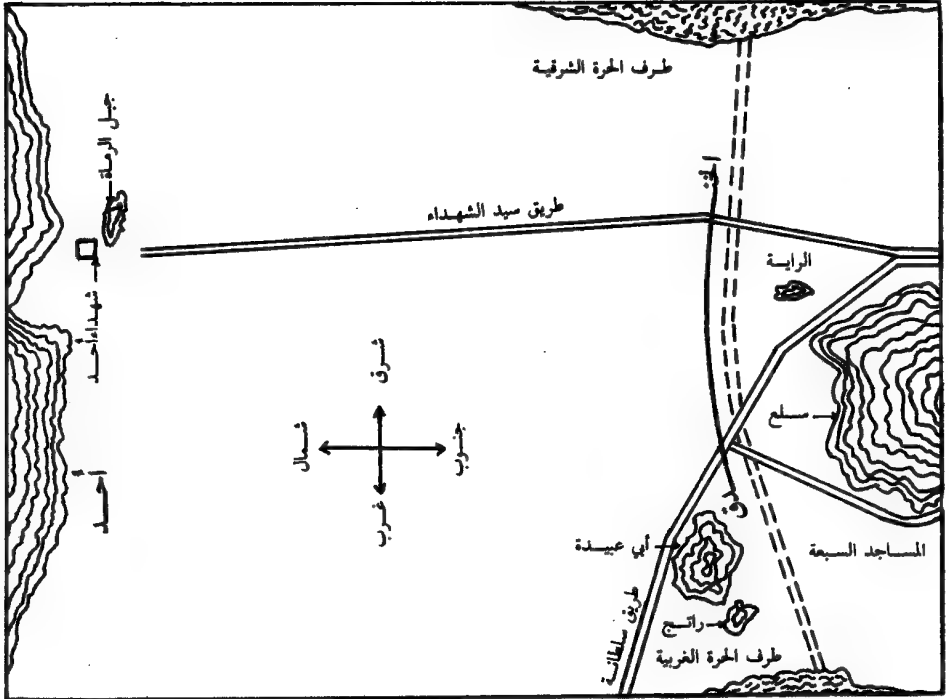 طرف الحرة الشرقية
جبل الرماة
الخندق
طريق سيد الشهداء
الراية
شهداء أحد
شرق
شمال
جنوب
غرب
سلع
أحد
أبي عبيدة
المساجد السبعة
راتج
طريق سلطانة
طرف الحرة الغربية